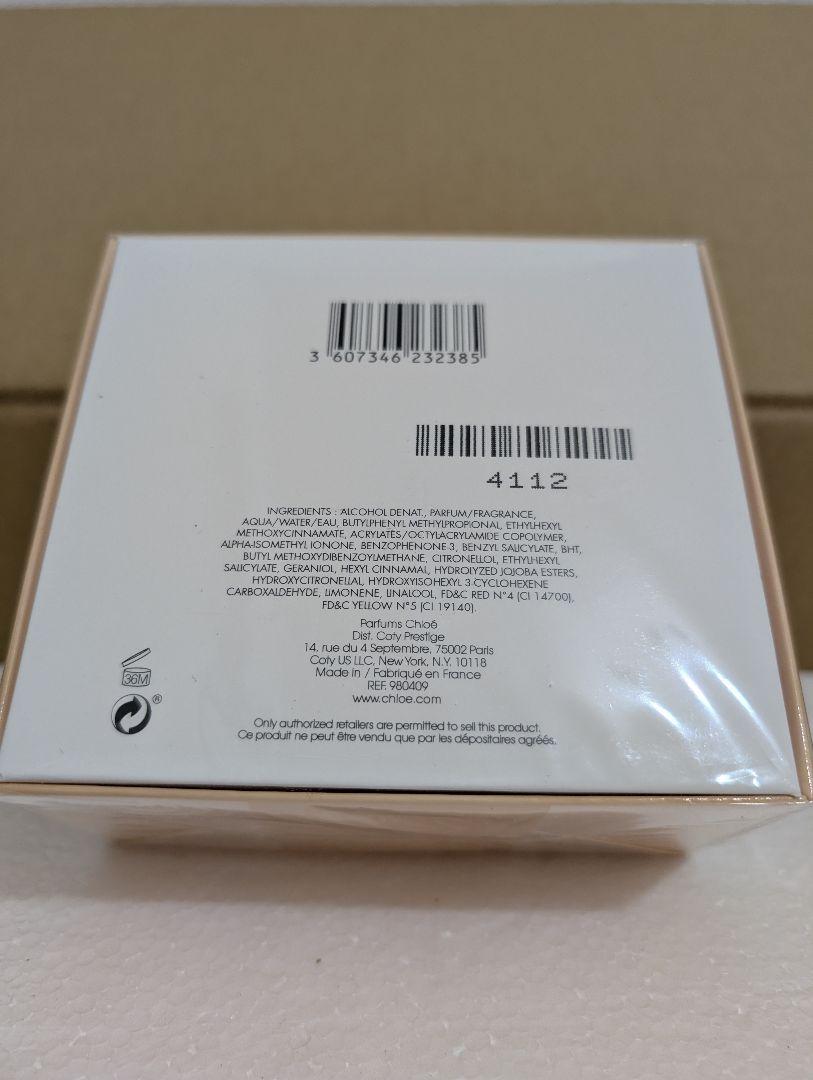 3 607346 232385
4112
INGREDIENTS : ALCOHOL DENAT., PARFUM/FRAGRANCE,
AQUA/WATER/EAU, BUTYLPHENYL METHYLPROPIONAL, ETHYLHEXYL
METHOXYCINNAMATE, ACRYLATES/OCTYLACRYLAMIDE COPOLYMER,
ALPHA-ISOMETHYL IONONE, BENZOPHENONE-3, BENZYL SALICYLATE, BHT,
BUTYL METHOXYDIBENZOYLMETHANE, CITRONELLOL, ETHYLHEXYL
SALICYLATE, GERANIOL, HEXYL CINNAMAL, HYDROLYZED JOJOBA ESTERS,
HYDROXYCITRONELLAL, HYDROXYISOHEXYL 3-CYCLOHEXENE
CARBOXALDEHYDE, LIMONENE, LINALOOL, FD&C RED N°4 (CI 14700),
FD&C YELLOW N°5 (CI 19140).
Parfums Chloé
Dist. Coty Prestige
14, rue du 4 Septembre, 75002 Paris
Coty US LLC, New York, N.Y. 10118
Made in / Fabriqué en France
REF. 980409
www.chloe.com
36M
®
Only authorized retailers are permitted to sell this product.
Ce produit ne peut être vendu que par les dépositaires agréés.